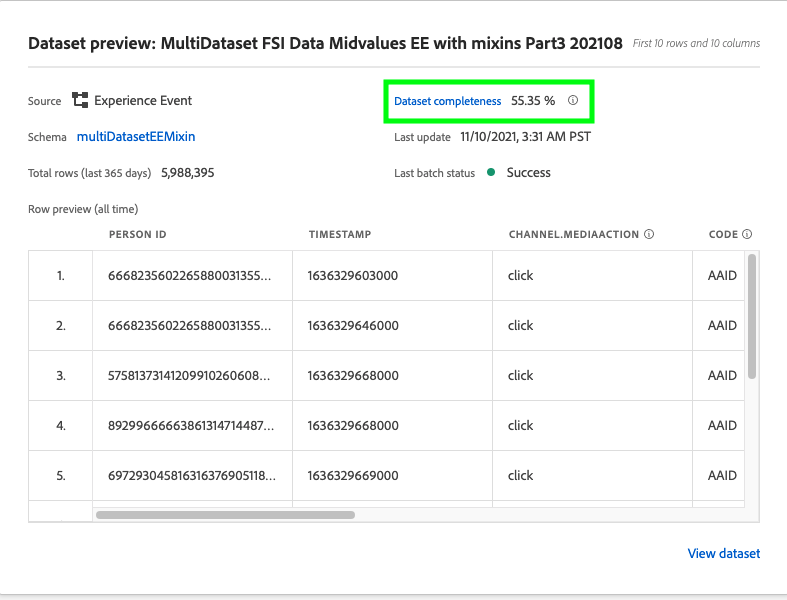 Dataset preview: MultiDataset FSI Data Midvalues EE with mixins Part3 202108 First 10 rows and 10 columns
Source Experience Event Dataset completeness 55.35 %
Schema multiDatasetEEMixin Last update 11/10/2021, 3:31 AM PST
Total rows (last 365 days) 5,988,395 Last batch status Success
Row preview (all time)
PERSON ID TIMESTAMP CHANNEL.MEDIAACTION CODE
1. 6668235602265880031355... 1636329603000 click AAID
2. 6668235602265880031355... 1636329646000 click AAID
3. 57581373141209910260608... 1636329668000 click AAID
4. 89299666663861314714487... 1636329668000 click AAID
5. 697293045816316376905118... 1636329669000 click AAID
View dataset